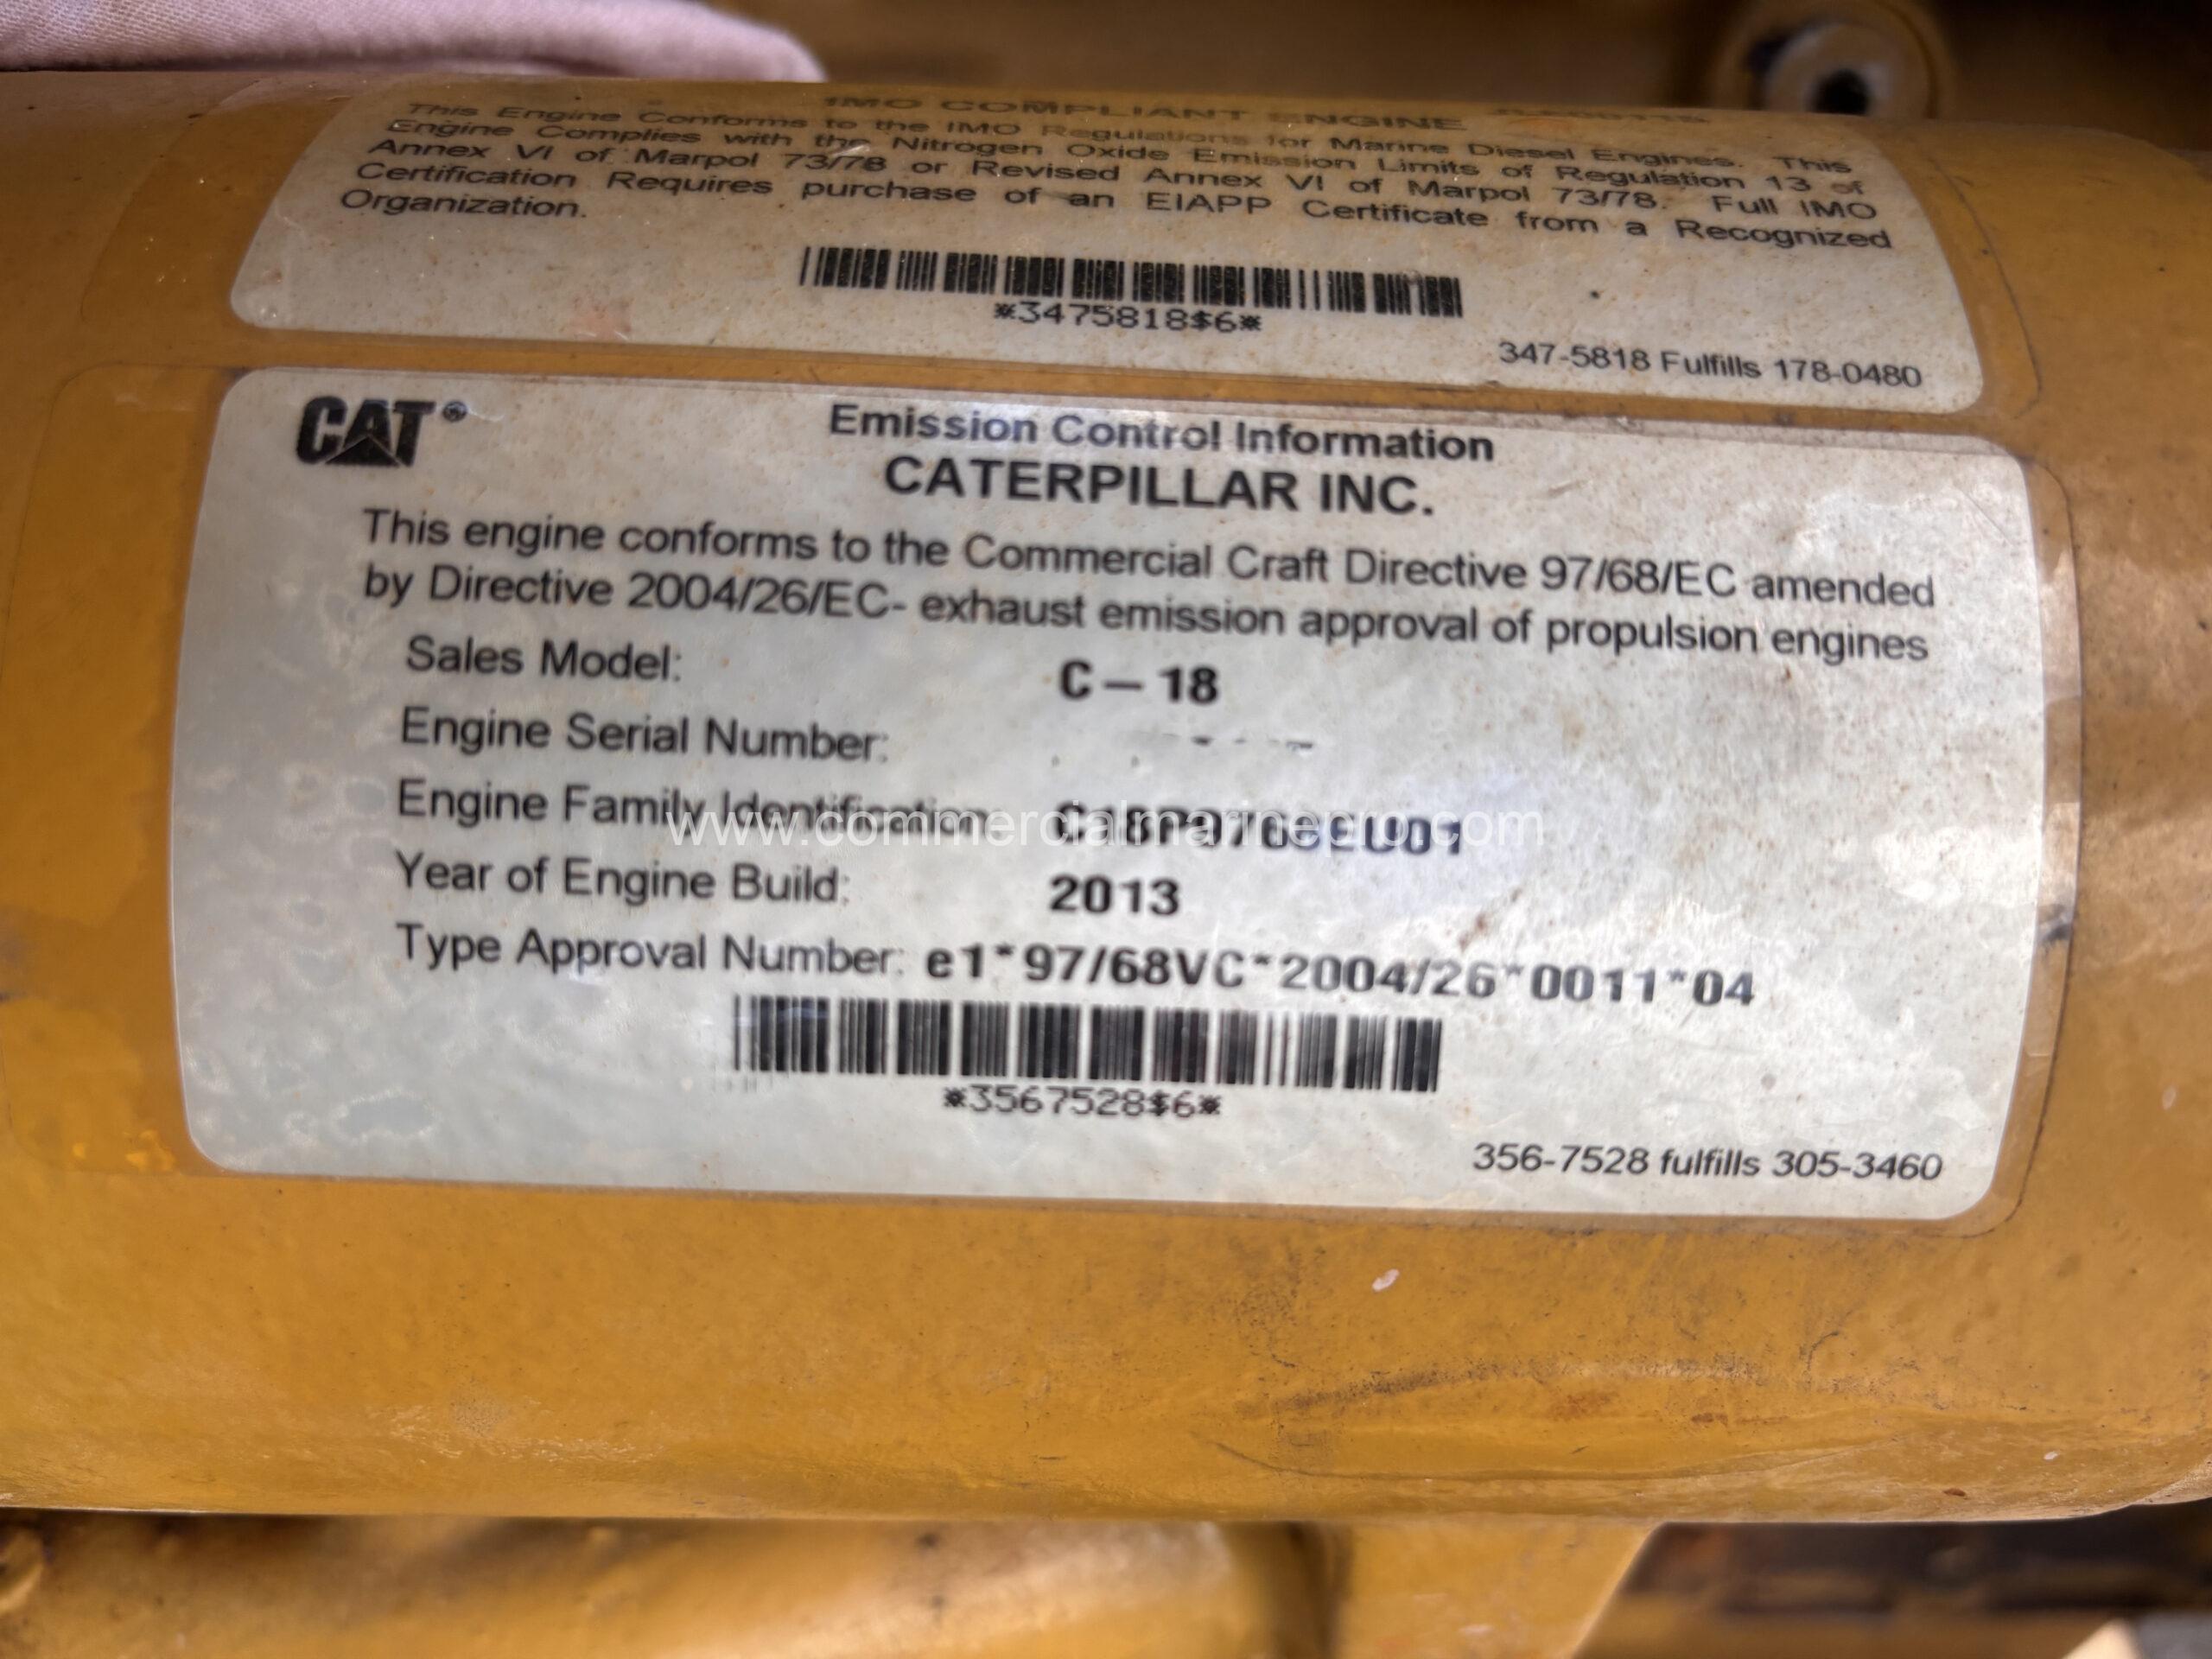 IMO COMPLIANT ENGINE
This Engine Conforms to the IMO Regulations for Marine Diesel Engines. This
Engine Complies with the Nitrogen Oxide Emission Limits of Regulation 13 of
Annex VI of Marpol 73/78 or Revised Annex VI of Marpol 73/78. Full IMO
Certification Requires purchase of an EIAPP Certificate from a Recognized
Organization.
*3475818$6*
347-5818 Fulfills 178-0480
CAT®
Emission Control Information
CATERPILLAR INC.
This engine conforms to the Commercial Craft Directive 97/68/EC amended
by Directive 2004/26/EC- exhaust emission approval of propulsion engines
Sales Model: C-18
Engine Serial Number:
Engine Family Identification
Year of Engine Build: 2013
Type Approval Number: e1*97/68VC*2004/26*0011*04
*3567528$6*
356-7528 fulfills 305-3460